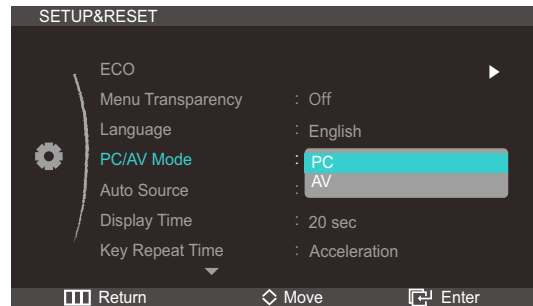 SETUP&RESET
ECO
Menu Transparency : Off
Language : English
PC/AV Mode : PC
AV
Auto Source :
Display Time : 20 sec
Key Repeat Time : Acceleration
Return Move Enter